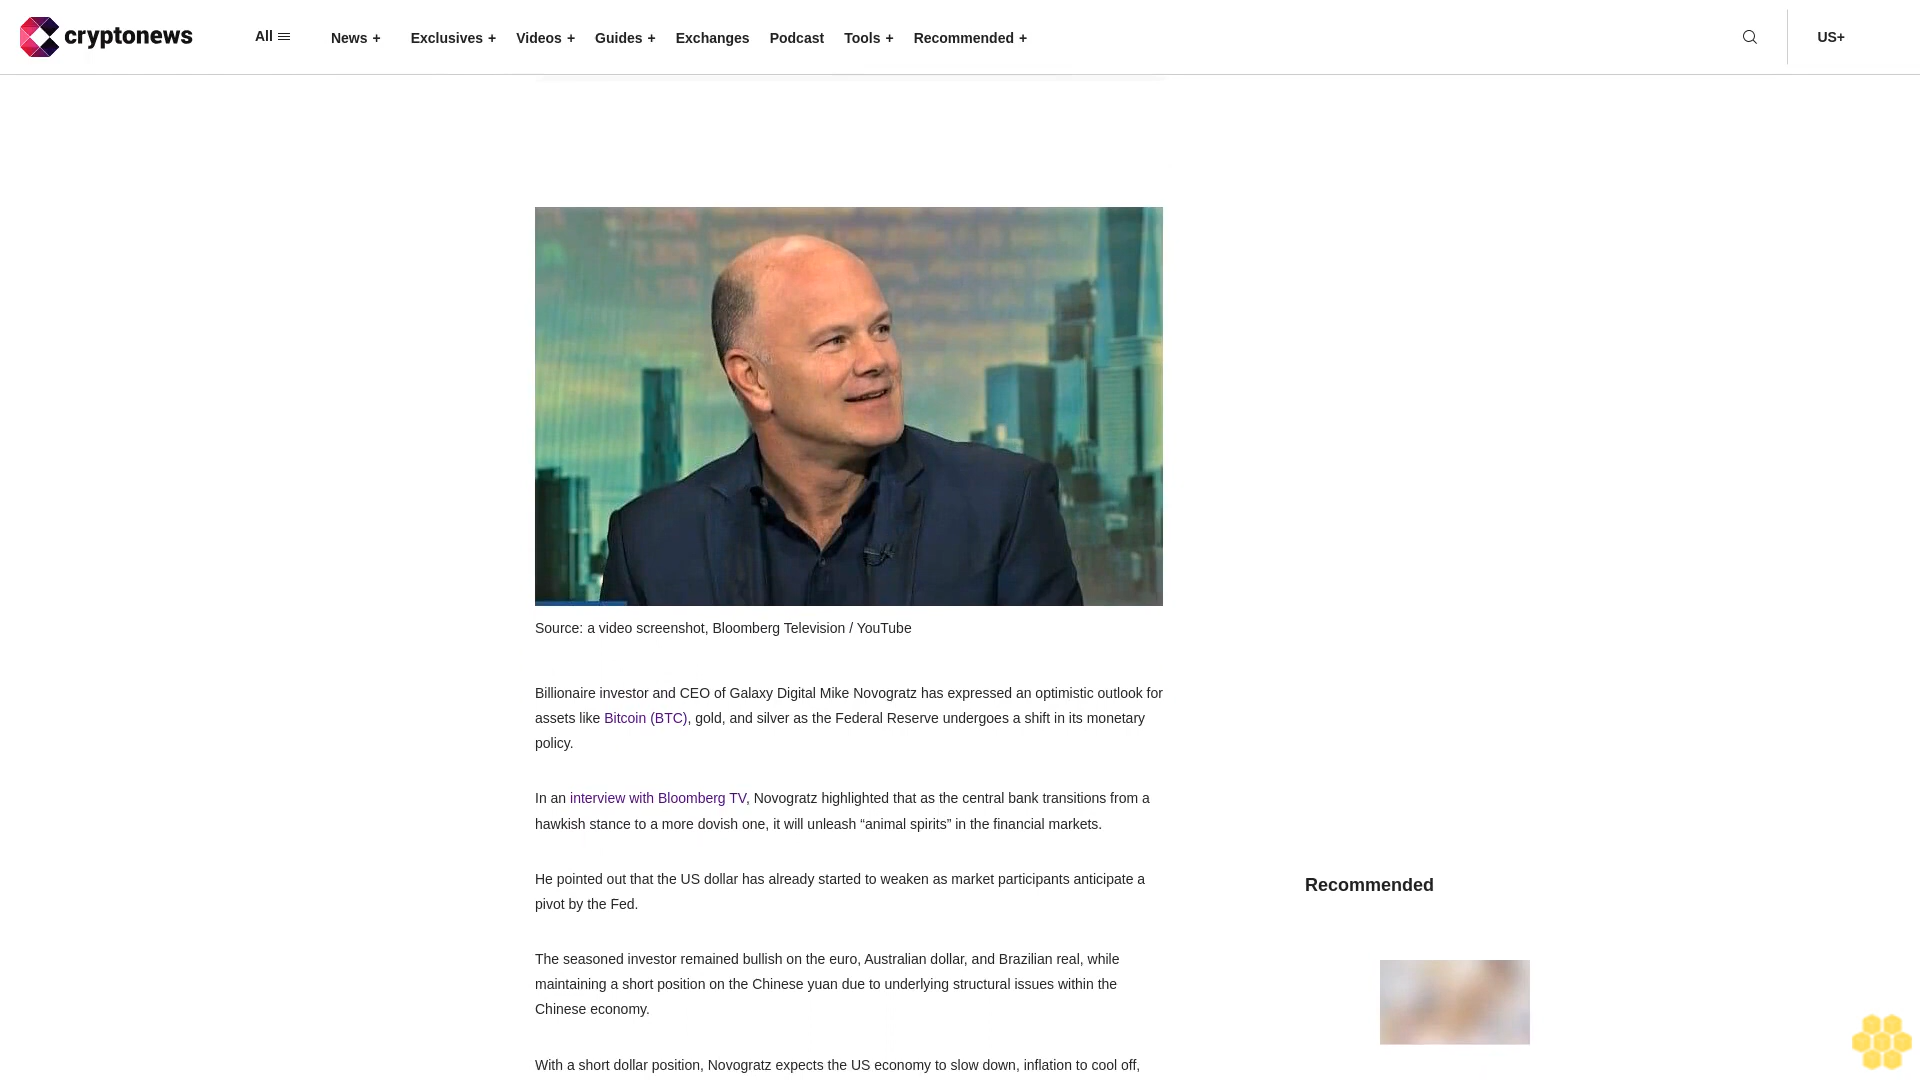 cryptonews
All
News +
Exclusives +
Videos +
Guides +
Exchanges
Podcast
Tools +
Recommended +
US+
Source: a video screenshot, Bloomberg Television / YouTube
Billionaire investor and CEO of Galaxy Digital Mike Novogratz has expressed an optimistic outlook for
assets like Bitcoin (BTC), gold, and silver as the Federal Reserve undergoes a shift in its monetary
policy.
In an interview with Bloomberg TV, Novogratz highlighted that as the central bank transitions from a
hawkish stance to a more dovish one, it will unleash “animal spirits” in the financial markets.
He pointed out that the US dollar has already started to weaken as market participants anticipate a
pivot by the Fed.
The seasoned investor remained bullish on the euro, Australian dollar, and Brazilian real, while
maintaining a short position on the Chinese yuan due to underlying structural issues within the
Chinese economy.
With a short dollar position, Novogratz expects the US economy to slow down, inflation to cool off,
Recommended